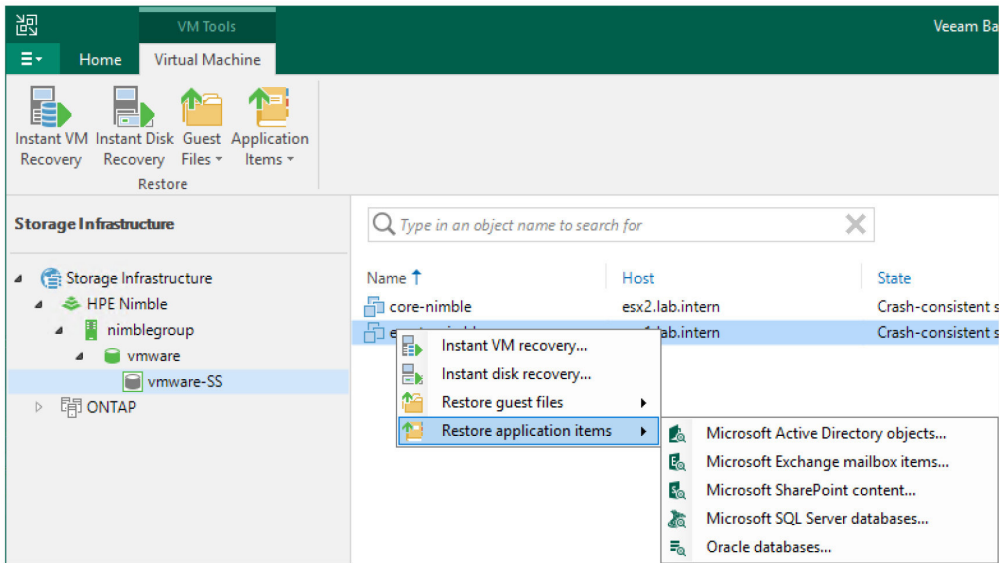 VM Tools
Veeam Ba
Home Virtual Machine
Instant VM Recovery
Instant Disk Recovery
Guest Files
Application Items
Restore
Storage Infrastructure
Type in an object name to search for
Storage Infrastructure
HPE Nimble
nimblegroup
vmware
vmware-SS
ONTAP
Name Host State
core-nimble esx2.lab.intern Crash-consistent s
lab.intern Crash-consistent s
Instant VM recovery...
Instant disk recovery...
Restore guest files
Restore application items
Microsoft Active Directory objects...
Microsoft Exchange mailbox items...
Microsoft SharePoint content...
Microsoft SQL Server databases...
Oracle databases...